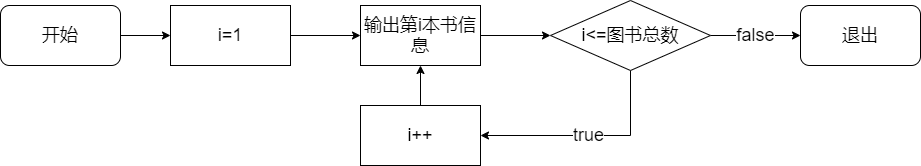 开始
i=1
输出第i本书信
息
i<=图书总数
false
退出
i++
true